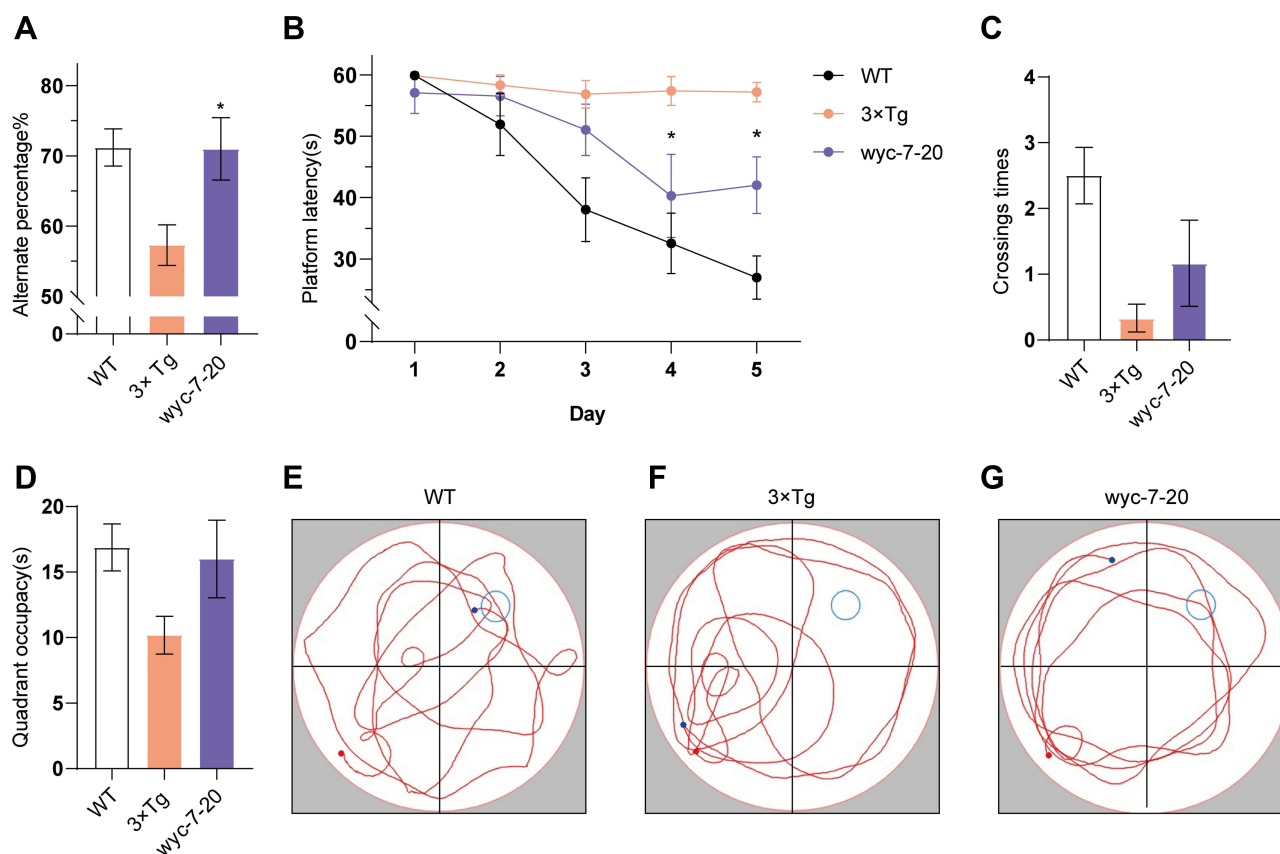 A
Alternate percentage%
80
70
60
50
0
WT
3× Tg
wyc-7-20
*
B
Platform latency(s)
60
50
40
30
0
1 2 3 4 5
Day
* *
WT
3×Tg
wyc-7-20
C
Crossings times
4
3
2
1
0
WT
3×Tg
wyc-7-20
D
Quadrant occupacy(s)
20
15
10
5
0
WT
3×Tg
wyc-7-20
E
WT
F
3×Tg
G
wyc-7-20